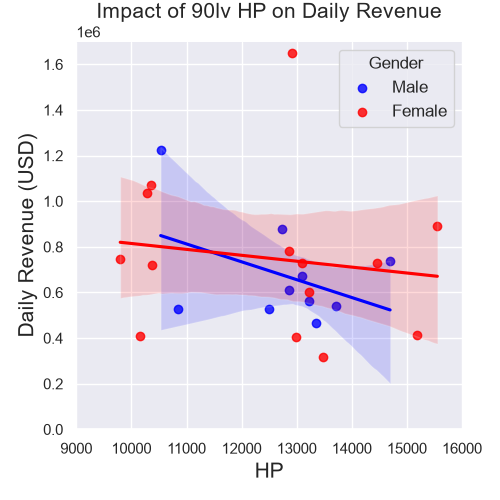 Impact of 90lv HP on Daily Revenue
1e6
Gender
Male
Female
Daily Revenue (USD)
1.6
1.4
1.2
1.0
0.8
0.6
0.4
0.2
0.0
9000 10000 11000 12000 13000 14000 15000 16000
HP